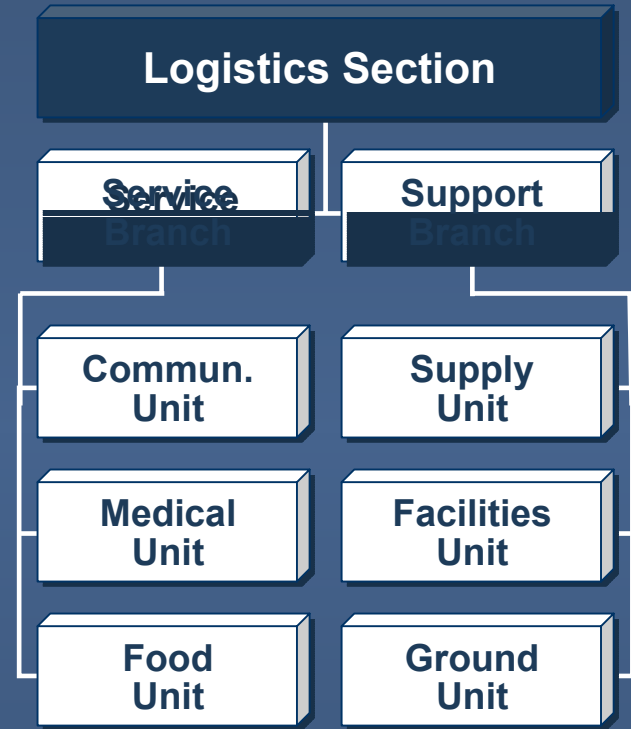 Logistics Section
Service
Branch
Support
Branch
Commun.
Unit
Supply
Unit
Medical
Unit
Facilities
Unit
Food
Unit
Ground
Unit